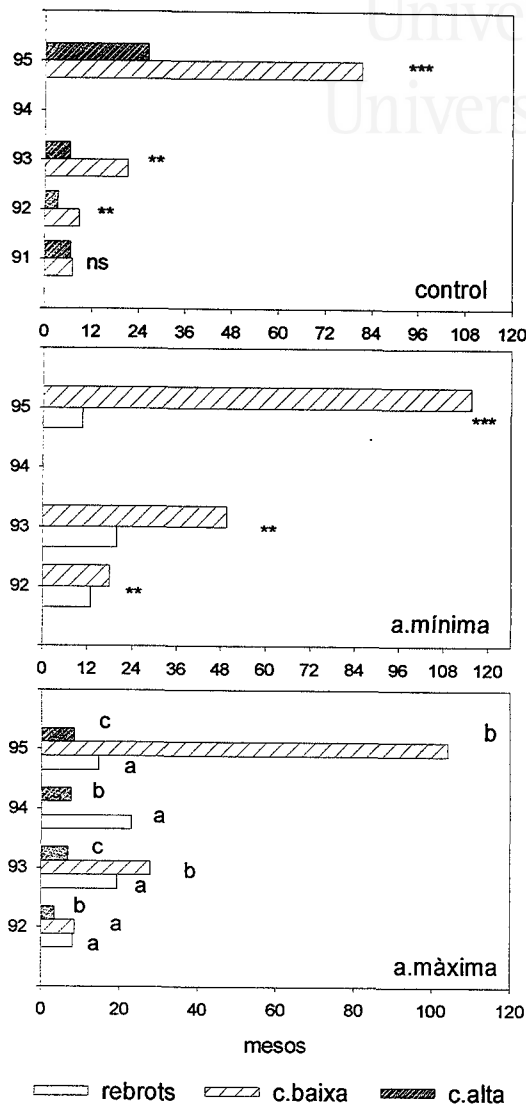 Univer
Univers
95
***
94
93
**
92
**
91
ns
control
0 12 24 36 48 60 72 84 96 108 120
95
***
94
93
**
92
**
a.mínima
0 12 24 36 48 60 72 84 96 108 120
c
b
95
a
b
94
a
c
93
b
a
b
92
a
a
a.màxima
0 20 40 60 80 100 120
mesos
rebrots c.baixa c.alta